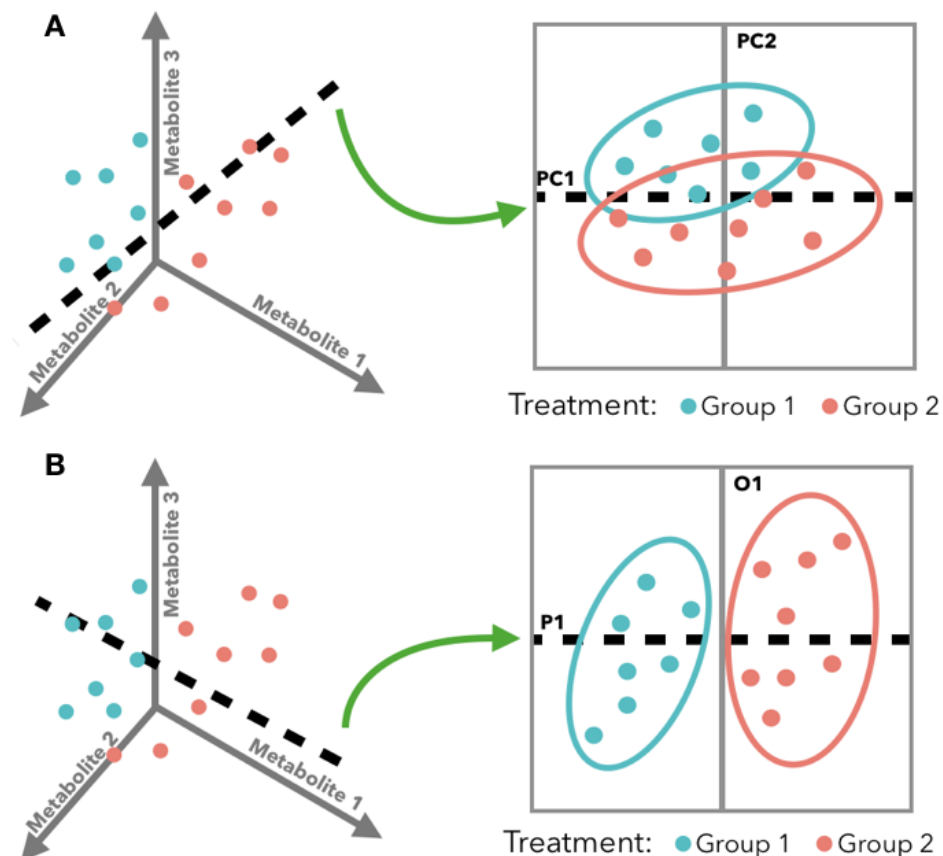 A
Metabolite 3
Metabolite 2
Metabolite 1
PC2
PC1
Treatment: Group 1 Group 2
B
Metabolite 3
Metabolite 2
Metabolite 1
O1
P1
Treatment: Group 1 Group 2